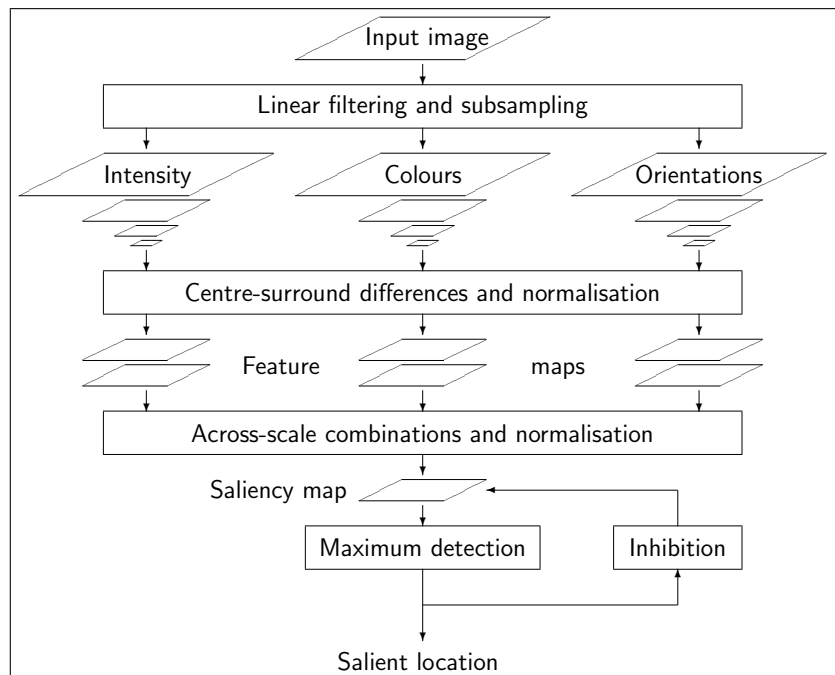 Input image
Linear filtering and subsampling
Intensity
Colours
Orientations
Centre-surround differences and normalisation
Feature
maps
Across-scale combinations and normalisation
Saliency map
Maximum detection
Inhibition
Salient location